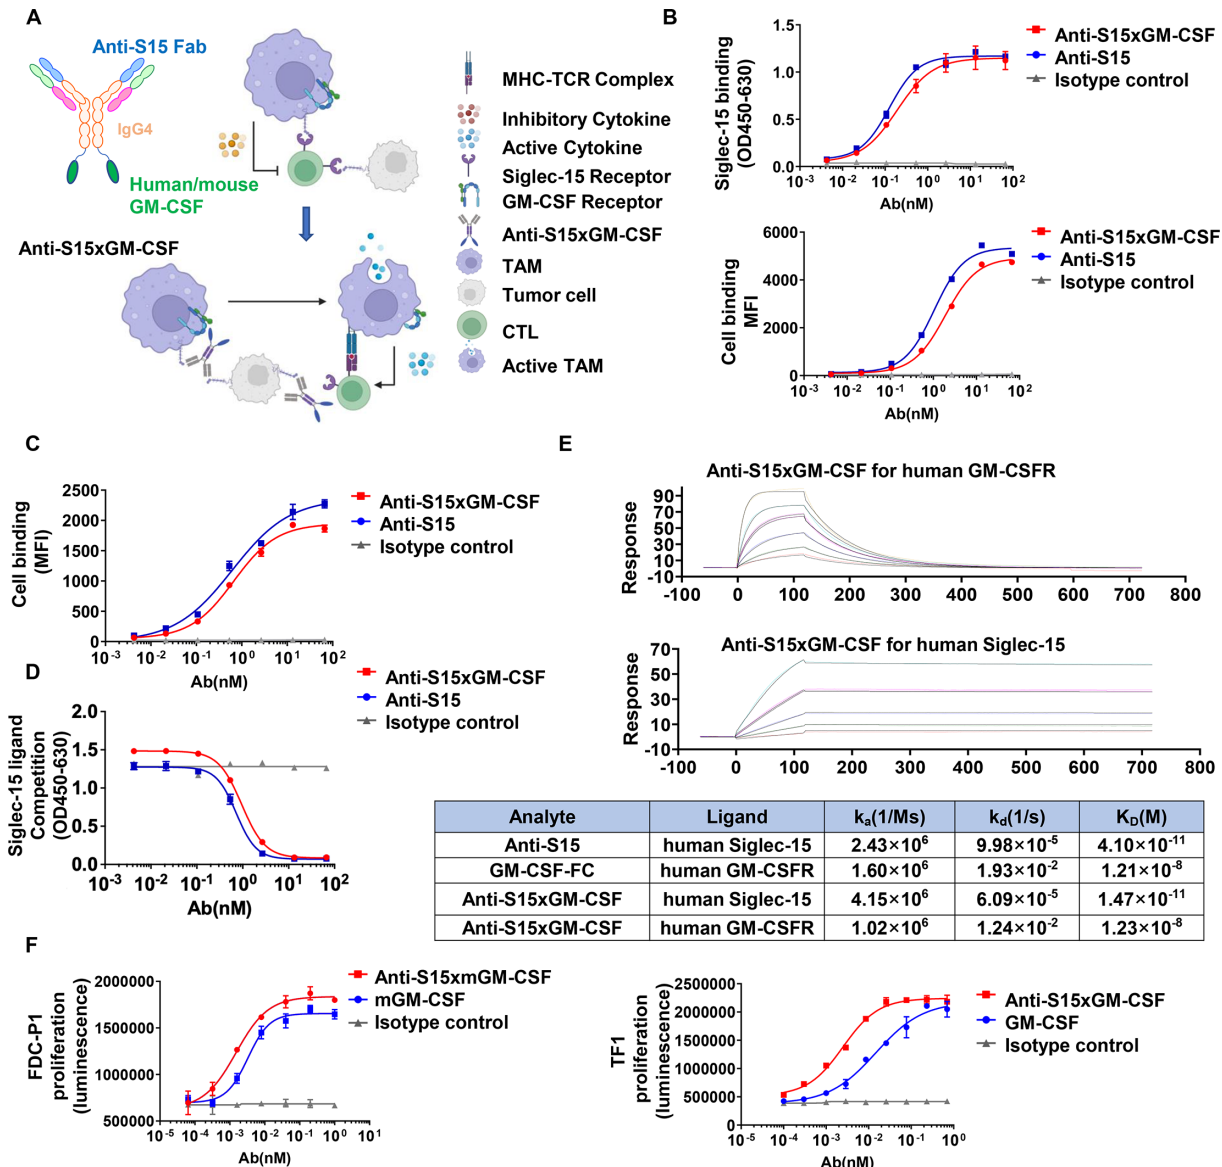 A
Anti-S15 Fab
IgG4
Human/mouse
GM-CSF
Anti-S15xGM-CSF
MHC-TCR Complex
Inhibitory Cytokine
Active Cytokine
Siglec-15 Receptor
GM-CSF Receptor
Anti-S15xGM-CSF
TAM
Tumor cell
CTL
Active TAM
B
Siglec-15 binding
(OD450-630)
1.5
1.0
0.5
0.0
10⁻³ 10⁻² 10⁻¹ 10⁰ 10¹ 10²
Ab(nM)
Anti-S15xGM-CSF
Anti-S15
Isotype control
Cell binding
MFI
6000
4000
2000
0
10⁻³ 10⁻² 10⁻¹ 10⁰ 10¹ 10²
Ab(nM)
Anti-S15xGM-CSF
Anti-S15
Isotype control
C
Cell binding
(MFI)
2500
2000
1500
1000
500
0
10⁻³ 10⁻² 10⁻¹ 10⁰ 10¹ 10²
Ab(nM)
Anti-S15xGM-CSF
Anti-S15
Isotype control
D
Siglec-15 ligand
Competition
(OD450-630)
2.0
1.5
1.0
0.5
0.0
10⁻³ 10⁻² 10⁻¹ 10⁰ 10¹ 10²
Ab(nM)
Anti-S15xGM-CSF
Anti-S15
Isotype control
E
Anti-S15xGM-CSF for human GM-CSFR
Response
90
70
50
30
10
-10
-100 0 100 200 300 400 500 600 700 800
Anti-S15xGM-CSF for human Siglec-15
Response
70
50
30
10
-10
-100 0 100 200 300 400 500 600 700 800
Analyte Ligand kₐ(1/Ms) k_d(1/s) K_D(M)
Anti-S15 human Siglec-15 2.43×10⁶ 9.98×10⁻⁵ 4.10×10⁻¹¹
GM-CSF-FC human GM-CSFR 1.60×10⁶ 1.93×10⁻² 1.21×10⁻⁸
Anti-S15xGM-CSF human Siglec-15 4.15×10⁶ 6.09×10⁻⁵ 1.47×10⁻¹¹
Anti-S15xGM-CSF human GM-CSFR 1.02×10⁶ 1.24×10⁻² 1.23×10⁻⁸
F
FDC-P1
proliferation
(luminescence)
2000000
1500000
1000000
500000
10⁻⁵ 10⁻⁴ 10⁻³ 10⁻² 10⁻¹ 10⁰ 10¹
Ab(nM)
Anti-S15xmGM-CSF
mGM-CSF
Isotype control
TF1
proliferation
(luminescence)
2500000
2000000
1500000
1000000
500000
0
10⁻⁵ 10⁻⁴ 10⁻³ 10⁻² 10⁻¹ 10⁰
Ab(nM)
Anti-S15xGM-CSF
GM-CSF
Isotype control